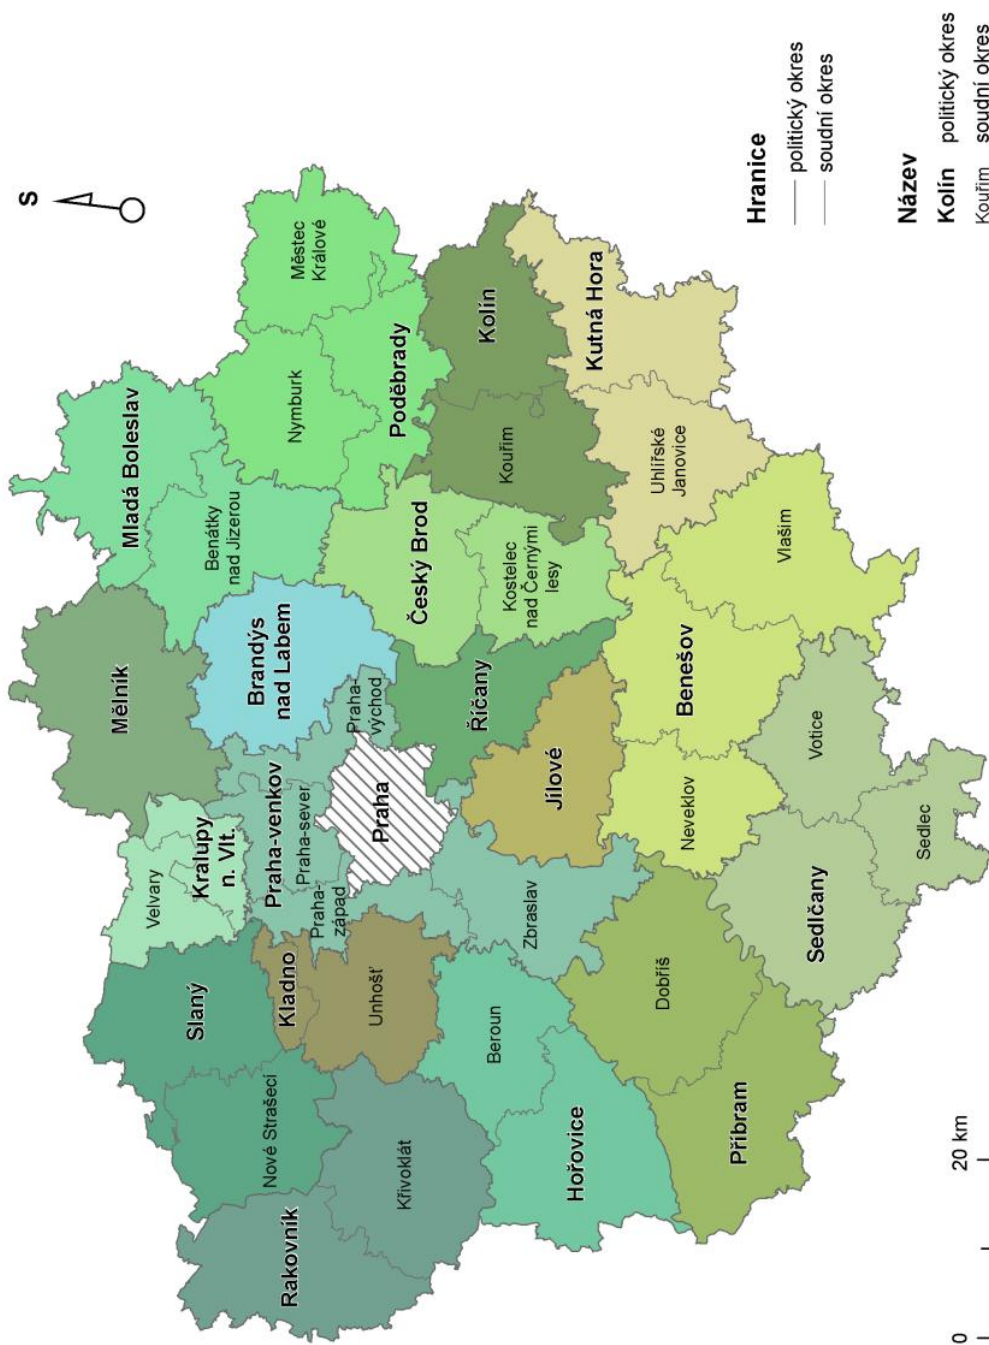 S
Mladá Boleslav
Benátky
nad Jizerou
Mělník
Městec
Králové
Nymburk
Poděbrady
Velvary
Kralupy
n. Vlt.
Slaný
Nové Strašecí
Brandýs
nad Labem
Praha-venkov
Praha-sever
Praha-
západ
Praha-
východ
Praha
Kladno
Unhošť
Rakovník
Křivoklát
Český Brod
Kostelec
nad Černými
lesy
Kouřim
Kolín
Kutná Hora
Uhlířské
Janovice
Říčany
Jílové
Zbraslav
Beroun
Hořovice
Dobříš
Příbram
Benešov
Neveklov
Vlašim
Votice
Sedlčany
Sedlec
Hranice
politický okres
soudní okres
Název
Kolín politický okres
Kouřim soudní okres
0 20 km